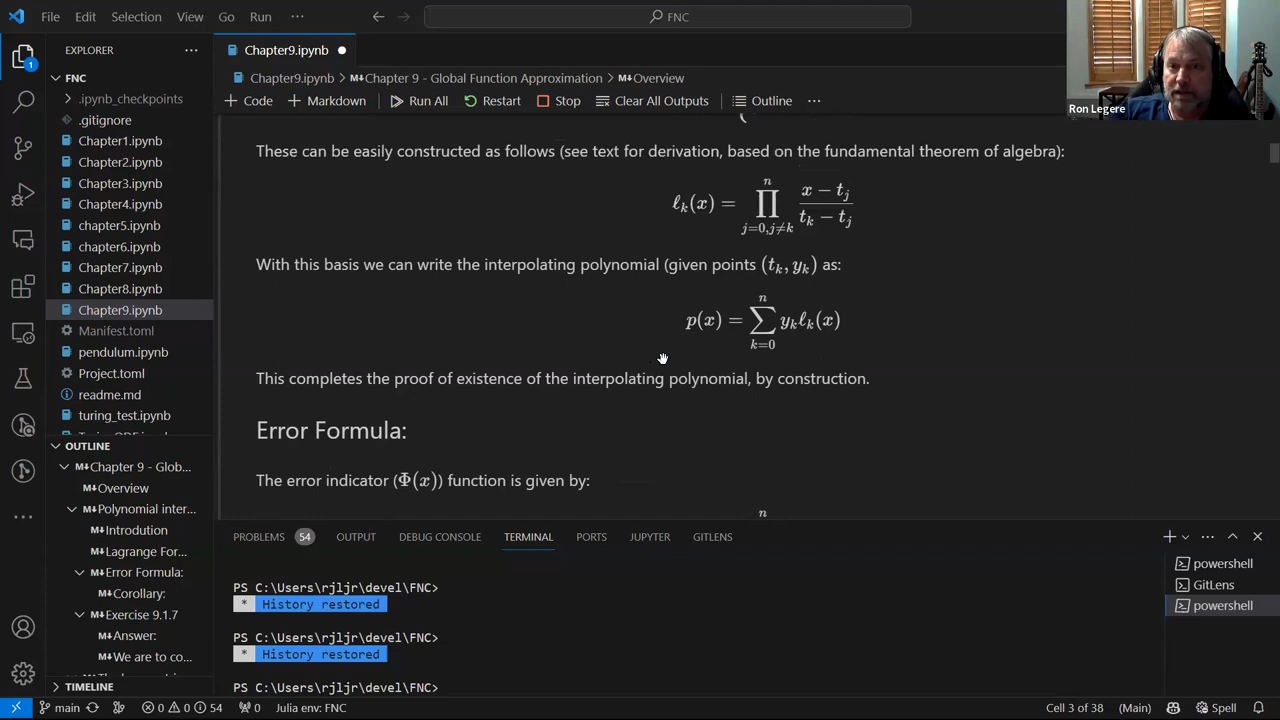 File Edit Selection View Go Run ··· FNC
Ron Legere
EXPLORER ···
FNC
.ipynb_checkpoints
.gitignore
Chapter1.ipynb
Chapter2.ipynb
Chapter3.ipynb
Chapter4.ipynb
chapter5.ipynb
chapter6.ipynb
Chapter7.ipynb
Chapter8.ipynb
Chapter9.ipynb
Manifest.toml
pendulum.ipynb
Project.toml
readme.md
turing_test.ipynb
OUTLINE
Chapter 9 - Glob...
Overview
Polynomial inter...
Introdution
Lagrange For...
Error Formula:
Corollary:
Exercise 9.1.7
Answer:
We are to co...
TIMELINE
Chapter9.ipynb
Chapter9.ipynb > Chapter 9 - Global Function Approximation > Overview
+ Code + Markdown Run All Restart Stop Clear All Outputs Outline ···
These can be easily constructed as follows (see text for derivation, based on the fundamental theorem of algebra):
ℓₖ(x) = ∏_{j=0,j≠k}^{n} (x − tⱼ)/(tₖ − tⱼ)
With this basis we can write the interpolating polynomial (given points (tₖ, yₖ) as:
p(x) = ∑_{k=0}^{n} yₖℓₖ(x)
This completes the proof of existence of the interpolating polynomial, by construction.
Error Formula:
The error indicator (Φ(x)) function is given by:
n
PROBLEMS 54 OUTPUT DEBUG CONSOLE TERMINAL PORTS JUPYTER GITLENS
PS C:\Users\rjljr\devel\FNC>
* History restored
PS C:\Users\rjljr\devel\FNC>
* History restored
PS C:\Users\rjljr\devel\FNC>
powershell
GitLens
powershell
main 0 0 54 0 Julia env: FNC Cell 3 of 38 (Main) Spell